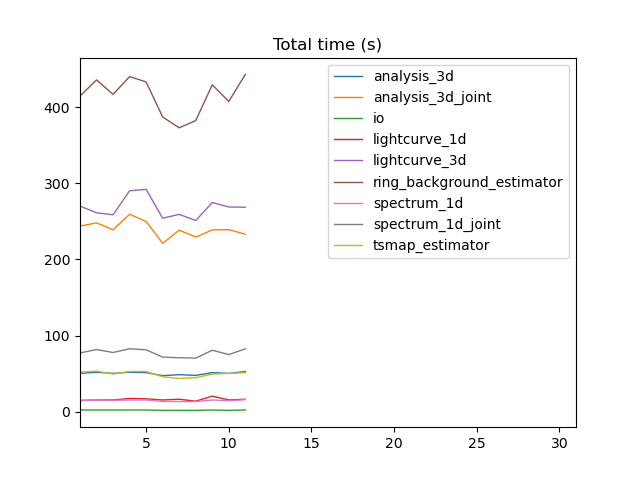 Total time (s)
analysis_3d
analysis_3d_joint
io
lightcurve_1d
lightcurve_3d
ring_background_estimator
spectrum_1d
spectrum_1d_joint
tsmap_estimator
400
300
200
100
0
5 10 15 20 25 30